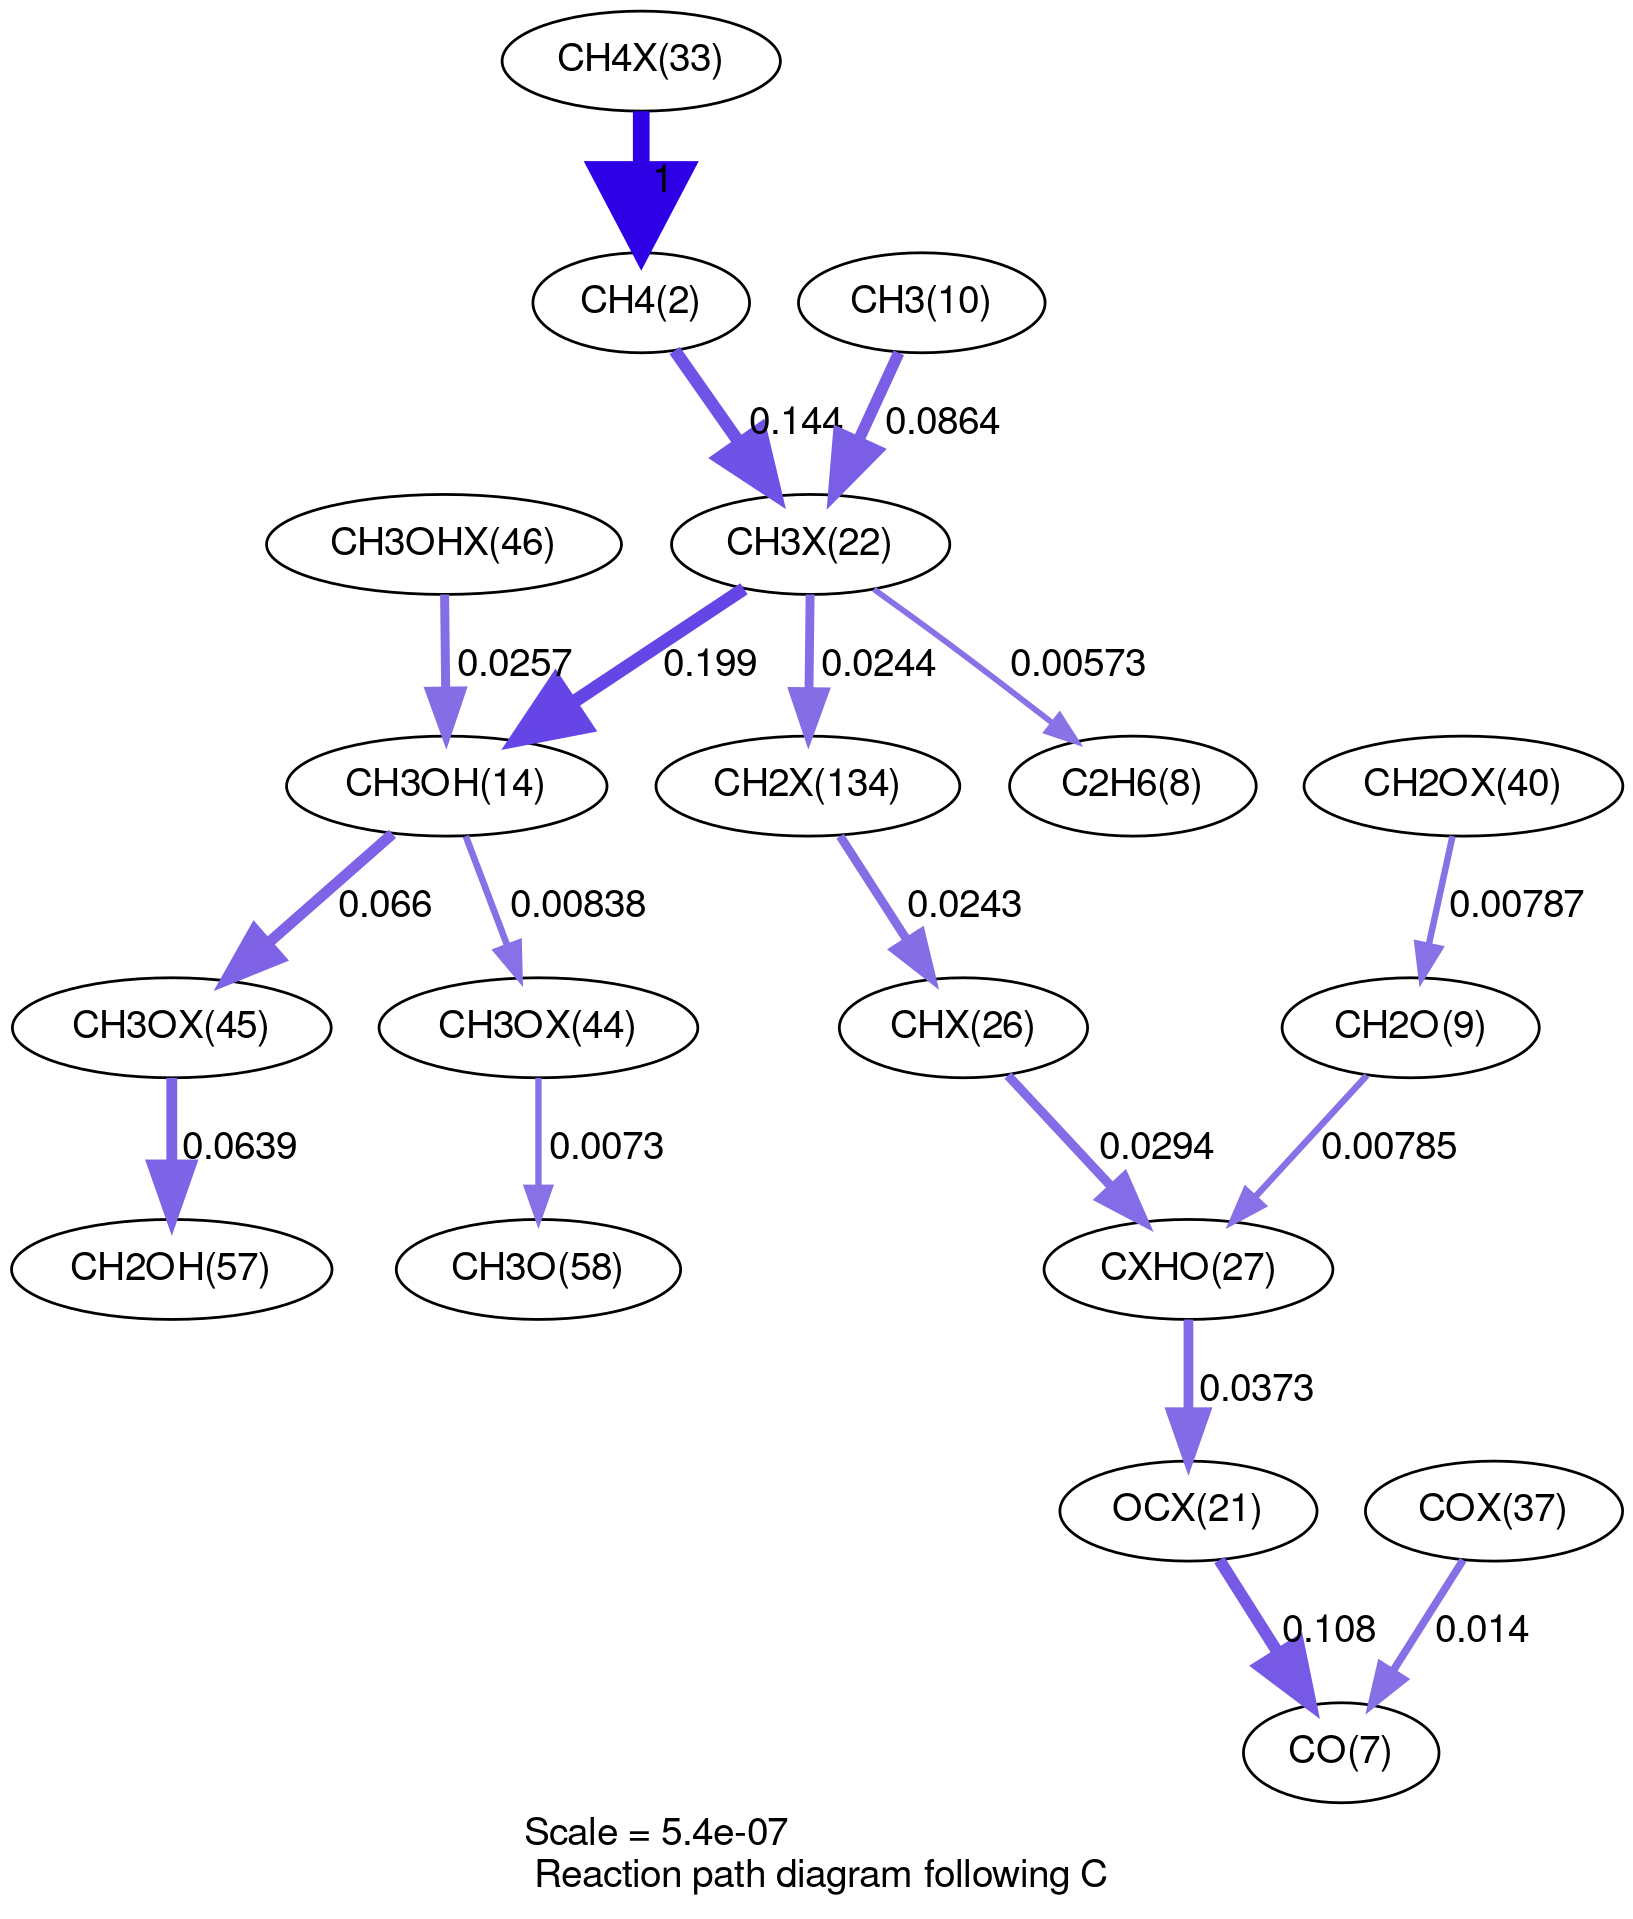 CH4X(33)
1
CH4(2)
CH3(10)
0.144
0.0864
CH3OHX(46)
CH3X(22)
0.0257
0.199
0.0244
0.00573
CH3OH(14)
CH2X(134)
C2H6(8)
CH2OX(40)
0.066
0.00838
0.0243
0.00787
CH3OX(45)
CH3OX(44)
CHX(26)
CH2O(9)
0.0639
0.0073
0.0294
0.00785
CH2OH(57)
CH3O(58)
CXHO(27)
0.0373
OCX(21)
COX(37)
0.108
0.014
CO(7)
Scale = 5.4e-07
Reaction path diagram following C